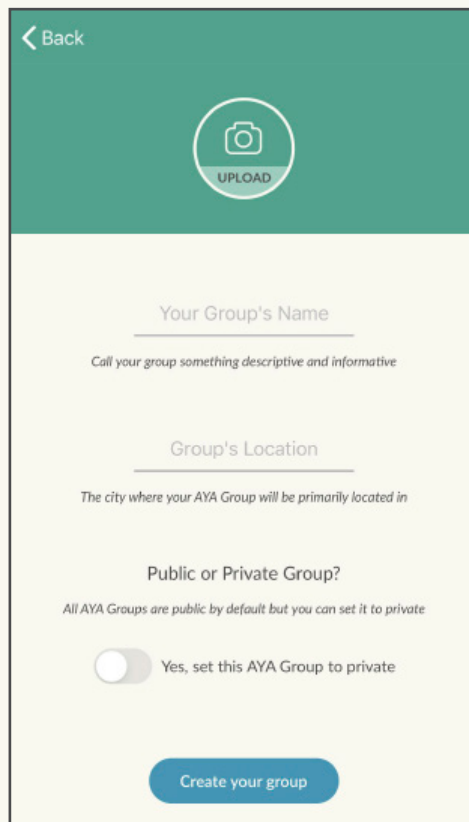 Back
UPLOAD
Your Group's Name
Call your group something descriptive and informative
Group's Location
The city where your AYA Group will be primarily located in
Public or Private Group?
All AYA Groups are public by default but you can set it to private
Yes, set this AYA Group to private
Create your group